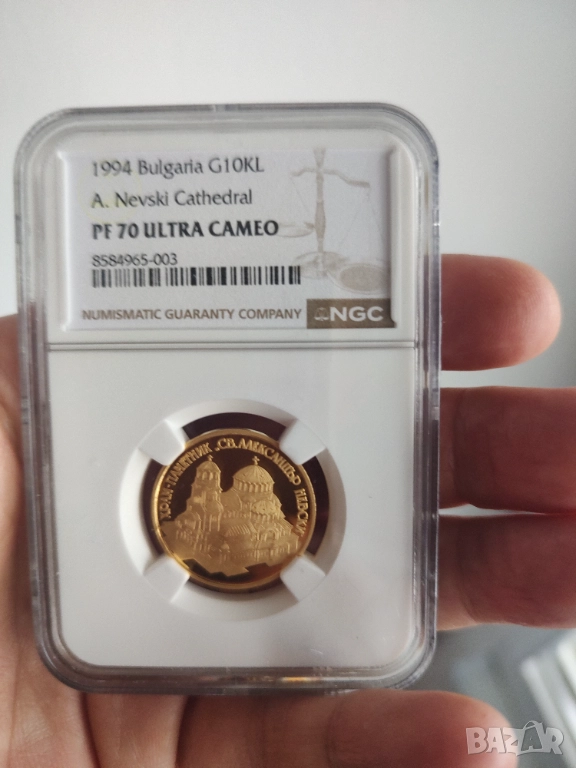 1994 Bulgaria G10KL
A. Nevski Cathedral
PF 70 ULTRA CAMEO
8584965-003
NUMISMATIC GUARANTY COMPANY NGC
ХРАМ-ПАМЕТНИК „СВ. АЛЕКСАНДЪР НЕВСКИ“
BAZAR